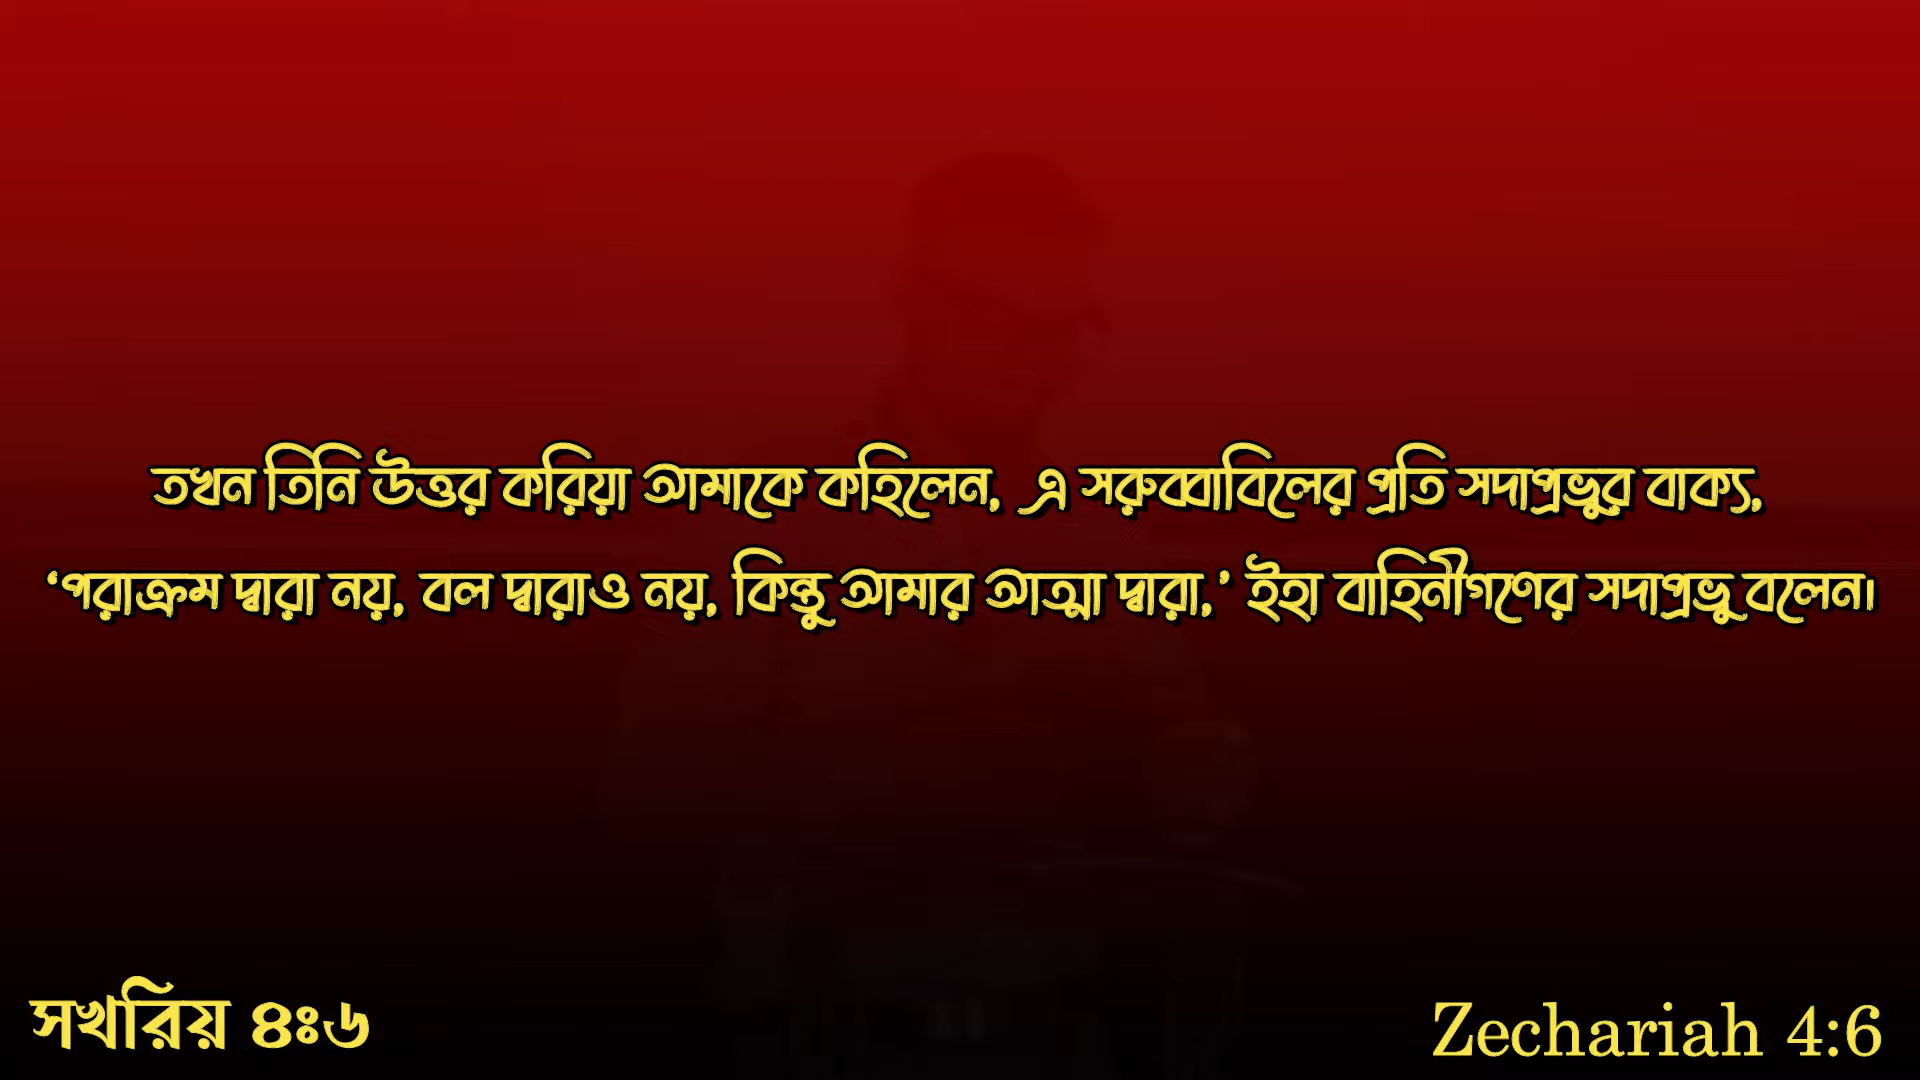 তখন তিনি উত্তর করিয়া আমাকে কহিলেন, এ সরুব্বাবিলের প্রতি সদাপ্রভুর বাক্য,
‘পরাক্রম দ্বারা নয়, বল দ্বারাও নয়, কিন্তু আমার আত্মা দ্বারা,’ ইহা বাহিনীগণের সদাপ্রভু বলেন।
সখরিয় ৪ঃ৬
Zechariah 4:6